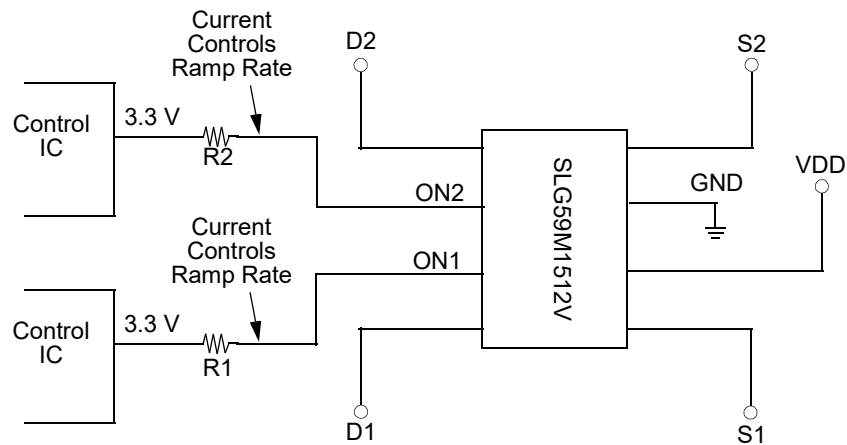 Current
Controls
Ramp Rate
D2
S2
Control
IC
3.3 V
R2
ON2
SLG59M1512V
GND
VDD
Current
Controls
Ramp Rate
ON1
Control
IC
3.3 V
R1
D1
S1